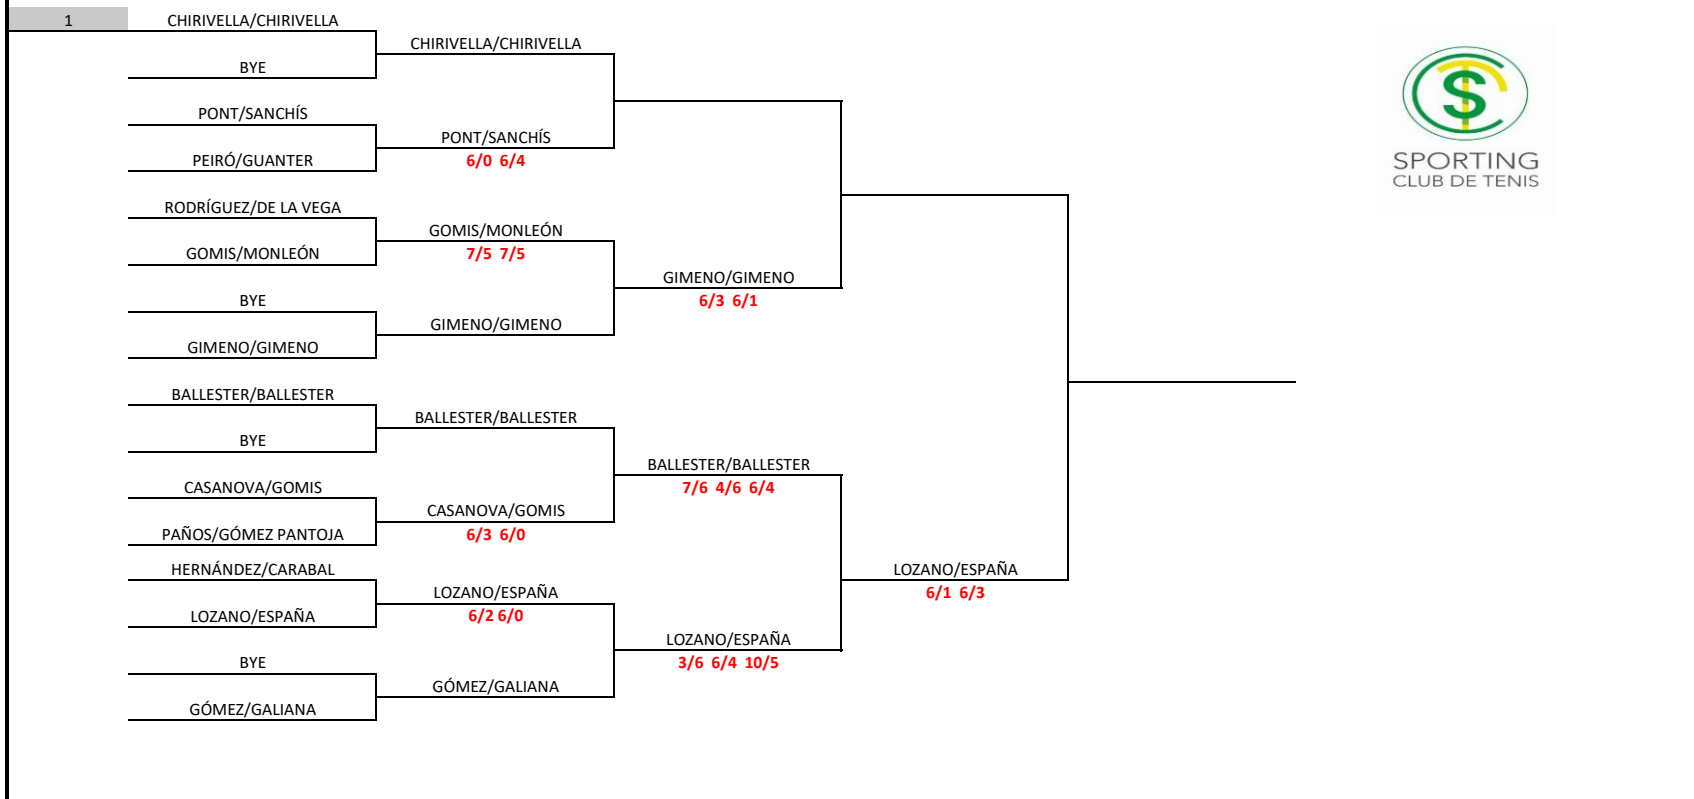 1
CHIRIVELLA/CHIRIVELLA
CHIRIVELLA/CHIRIVELLA
BYE
PONT/SANCHÍS
PONT/SANCHÍS
6/0 6/4
PEIRÓ/GUANTER
RODRÍGUEZ/DE LA VEGA
GOMIS/MONLEÓN
7/5 7/5
GOMIS/MONLEÓN
GIMENO/GIMENO
6/3 6/1
BYE
GIMENO/GIMENO
GIMENO/GIMENO
BALLESTER/BALLESTER
BALLESTER/BALLESTER
BYE
BALLESTER/BALLESTER
7/6 4/6 6/4
CASANOVA/GOMIS
CASANOVA/GOMIS
6/3 6/0
PAÑOS/GÓMEZ PANTOJA
HERNÁNDEZ/CARABAL
LOZANO/ESPAÑA
6/1 6/3
LOZANO/ESPAÑA
6/2 6/0
LOZANO/ESPAÑA
LOZANO/ESPAÑA
3/6 6/4 10/5
BYE
GÓMEZ/GALIANA
GÓMEZ/GALIANA
SPORTING
CLUB DE TENIS